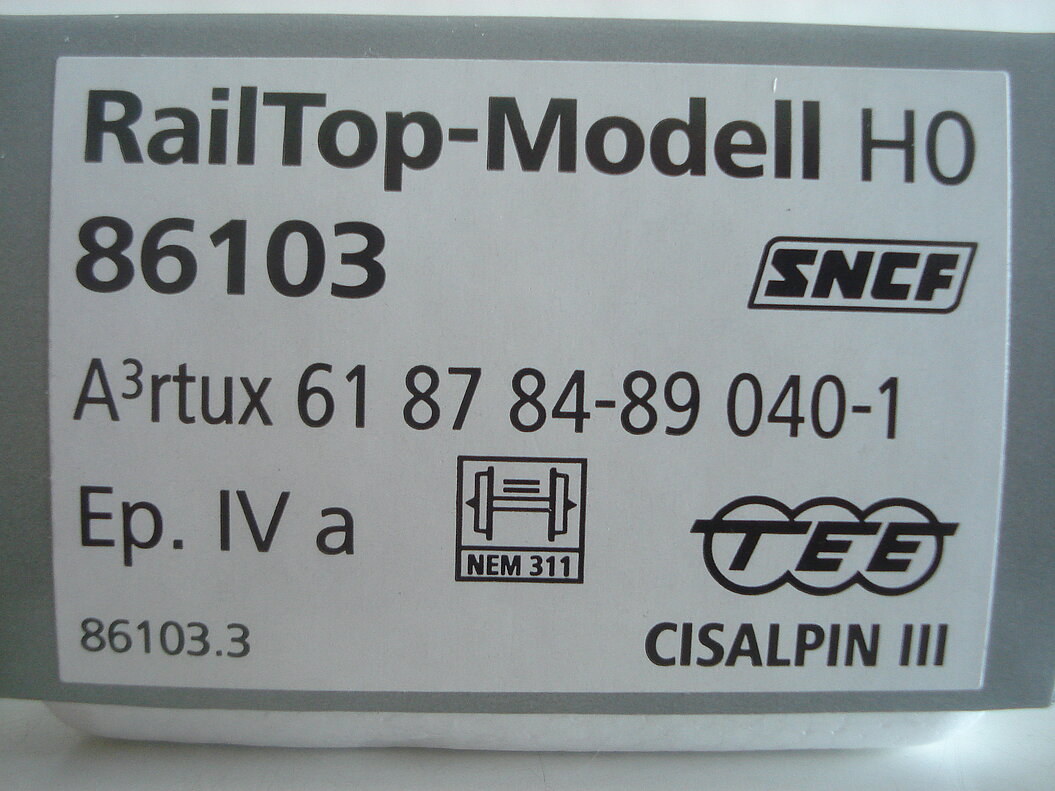 RailTop-Modell H0
86103
SNCF
A³rtux 61 87 84-89 040-1
Ep. IV a
NEM 311
TEE
86103.3
CISALPIN III